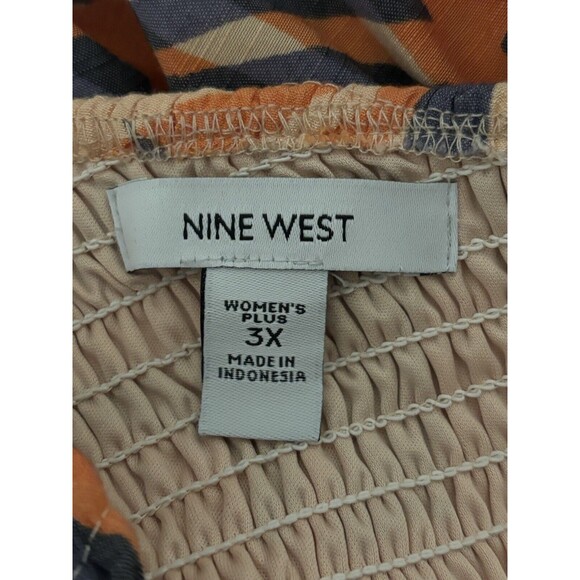 NINE WEST
WOMEN'S
PLUS
3X
MADE IN
INDONESIA